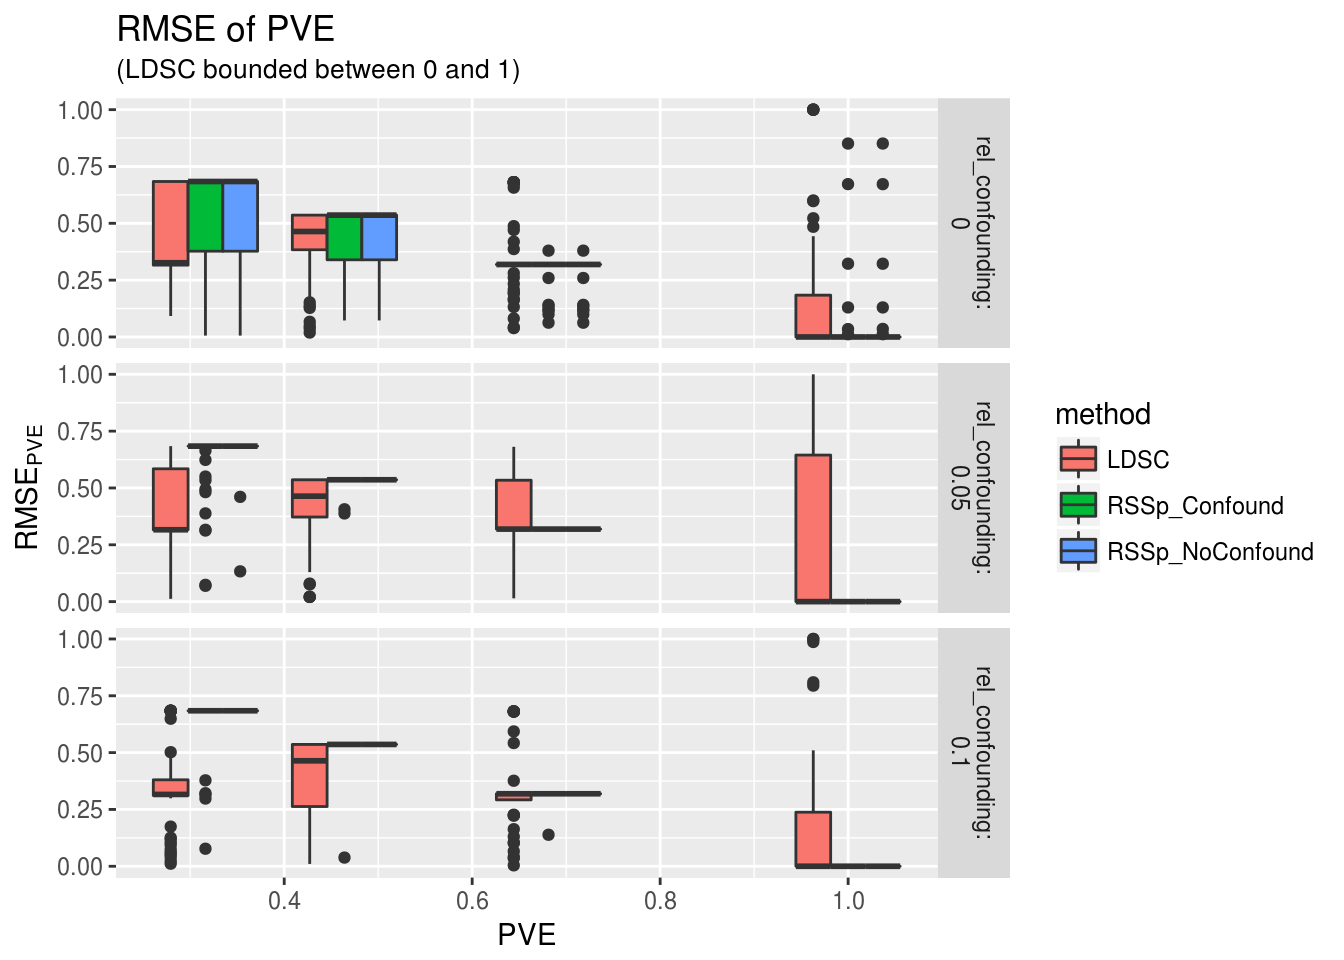 RMSE of PVE
(LDSC bounded between 0 and 1)
1.00
0.75
0.50
0.25
0.00
rel_confounding:
0
1.00
0.75
0.50
0.25
0.00
rel_confounding:
0.05
1.00
0.75
0.50
0.25
0.00
rel_confounding:
0.1
RMSE_PVE
0.4
0.6
0.8
1.0
PVE
method
LDSC
RSSp_Confound
RSSp_NoConfound